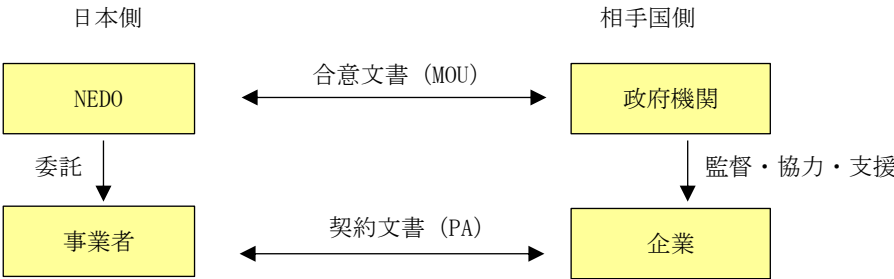 日本側
相手国側
合意文書 (MOU)
NEDO
政府機関
委託
監督・協力・支援
契約文書 (PA)
事業者
企業